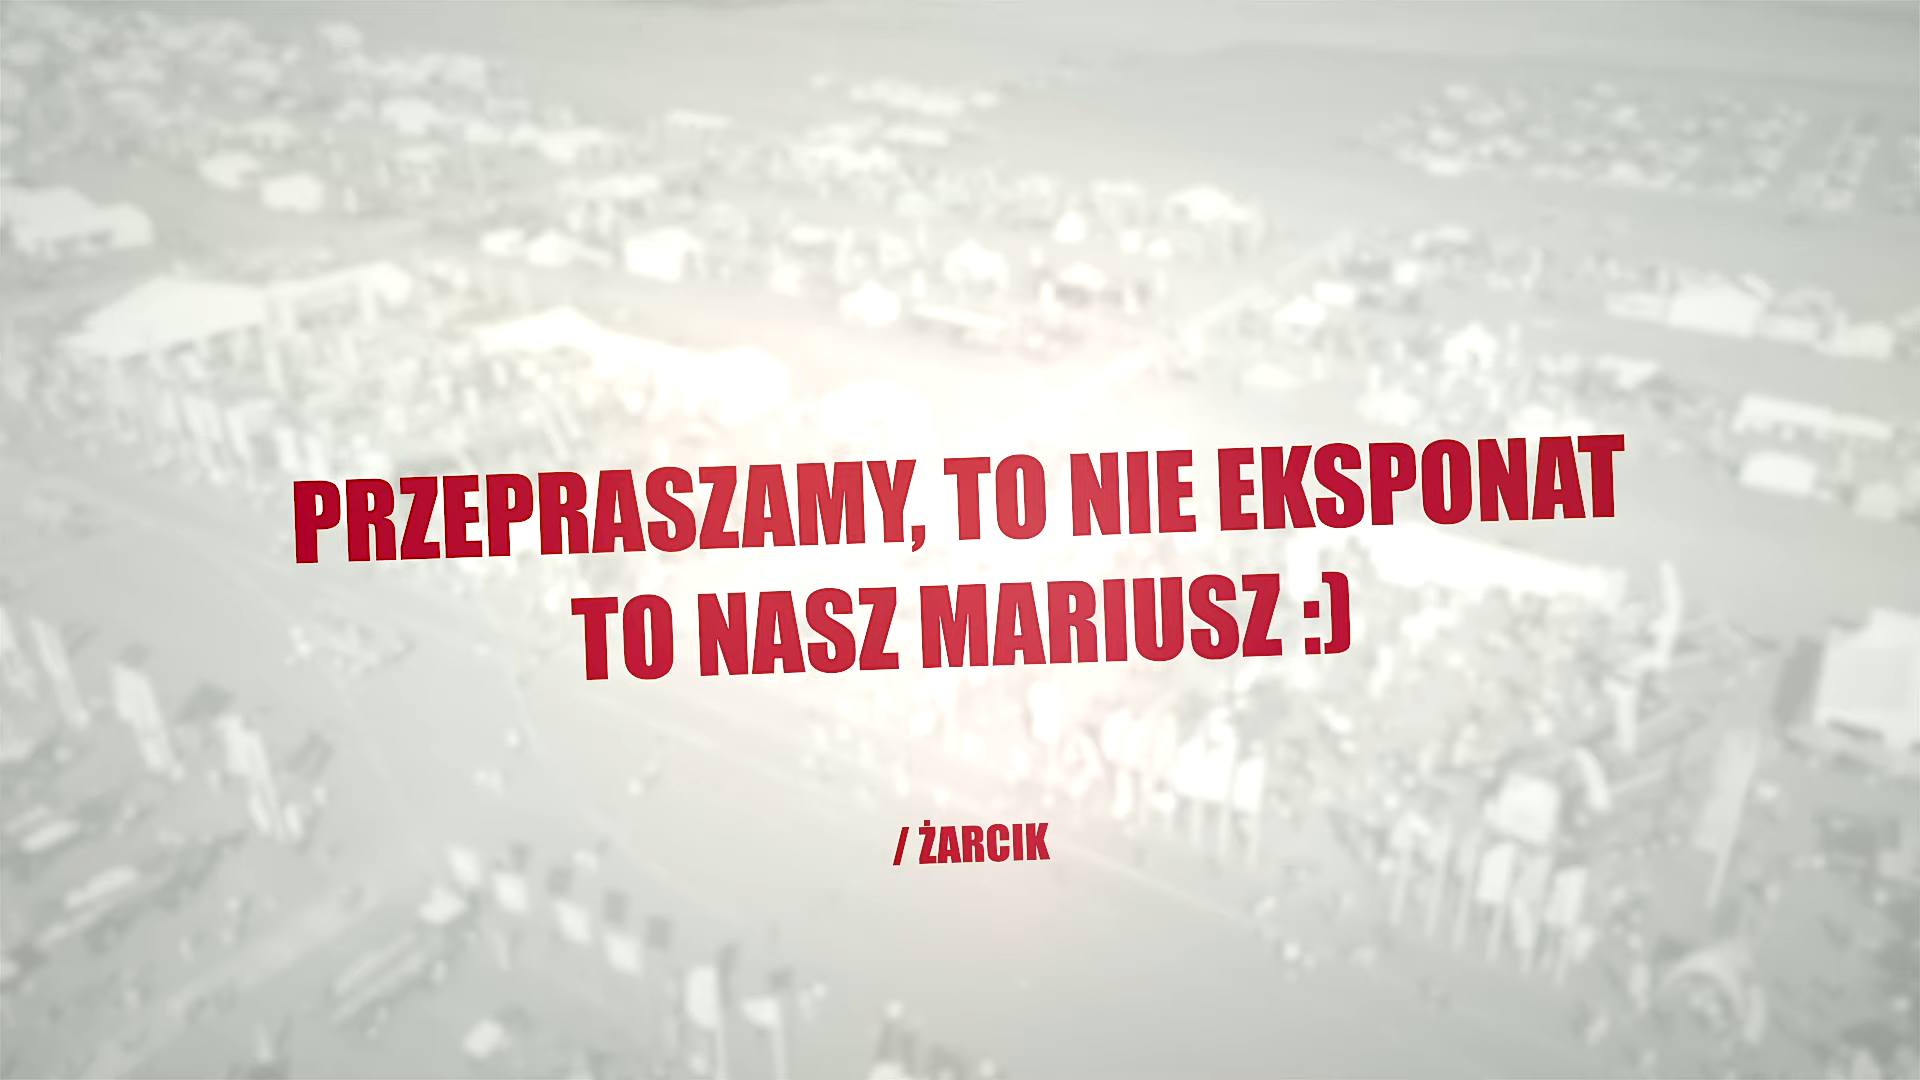 PRZEPRASZAMY, TO NIE EKSPONAT
TO NASZ MARIUSZ :)
/ ŻARCIK